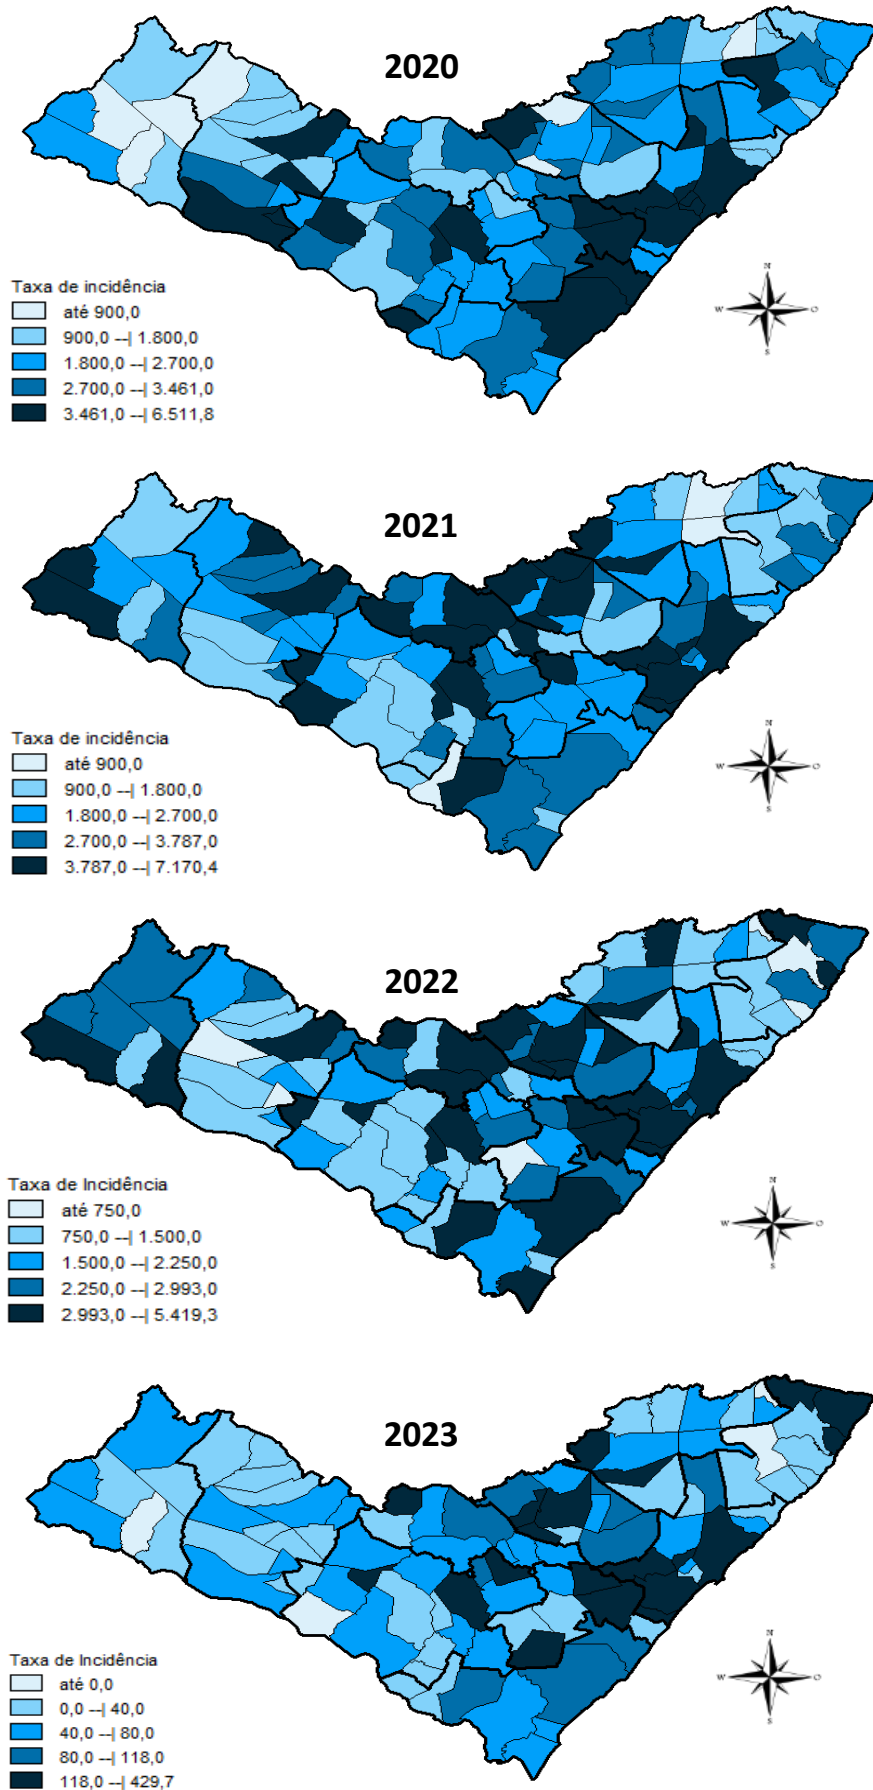 2020
N
W
O
S
Taxa de incidência
até 900,0
900,0 --| 1.800,0
1.800,0 --| 2.700,0
2.700,0 --| 3.461,0
3.461,0 --| 6.511,8
2021
N
W
O
S
Taxa de incidência
até 900,0
900,0 --| 1.800,0
1.800,0 --| 2.700,0
2.700,0 --| 3.787,0
3.787,0 --| 7.170,4
2022
N
W
O
S
Taxa de Incidência
até 750,0
750,0 --| 1.500,0
1.500,0 --| 2.250,0
2.250,0 --| 2.993,0
2.993,0 --| 5.419,3
2023
N
W
O
S
Taxa de Incidência
até 0,0
0,0 --| 40,0
40,0 --| 80,0
80,0 --| 118,0
118,0 --| 429,7